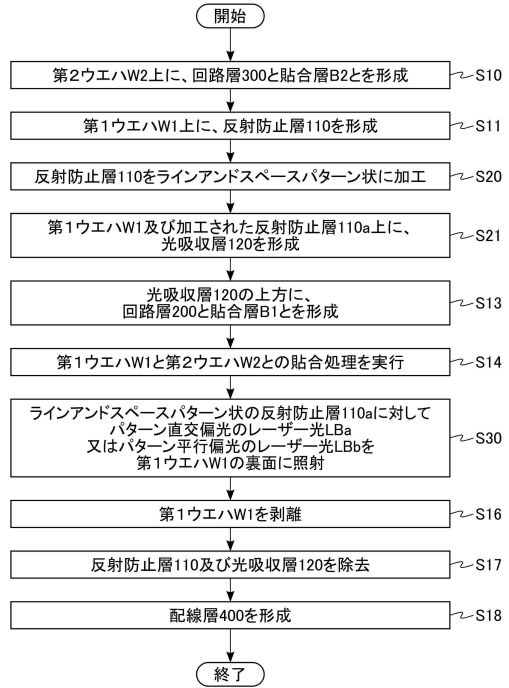 開始
第2ウエハW2上に、回路層300と貼合層B2とを形成
S10
第1ウエハW1上に、反射防止層110を形成
S11
反射防止層110をラインアンドスペースパターン状に加工
S20
第1ウエハW1及び加工された反射防止層110a上に、
光吸収層120を形成
S21
光吸収層120の上方に、
回路層200と貼合層B1とを形成
S13
第1ウエハW1と第2ウエハW2との貼合処理を実行
S14
ラインアンドスペースパターン状の反射防止層110aに対して
パターン直交偏光のレーザー光LBa
又はパターン平行偏光のレーザー光LBbを
第1ウエハW1の裏面に照射
S30
第1ウエハW1を剥離
S16
反射防止層110及び光吸収層120を除去
S17
配線層400を形成
S18
終了